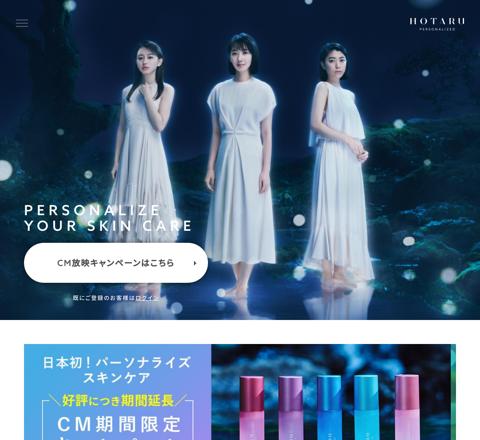 HOTARU
PERSONALIZED
PERSONALIZE
YOUR SKIN CARE
CM放映キャンペーンはこちら
既にご登録のお客様はログイン
日本初！パーソナライズ
スキンケア
好評につき期間延長
CM期間限定